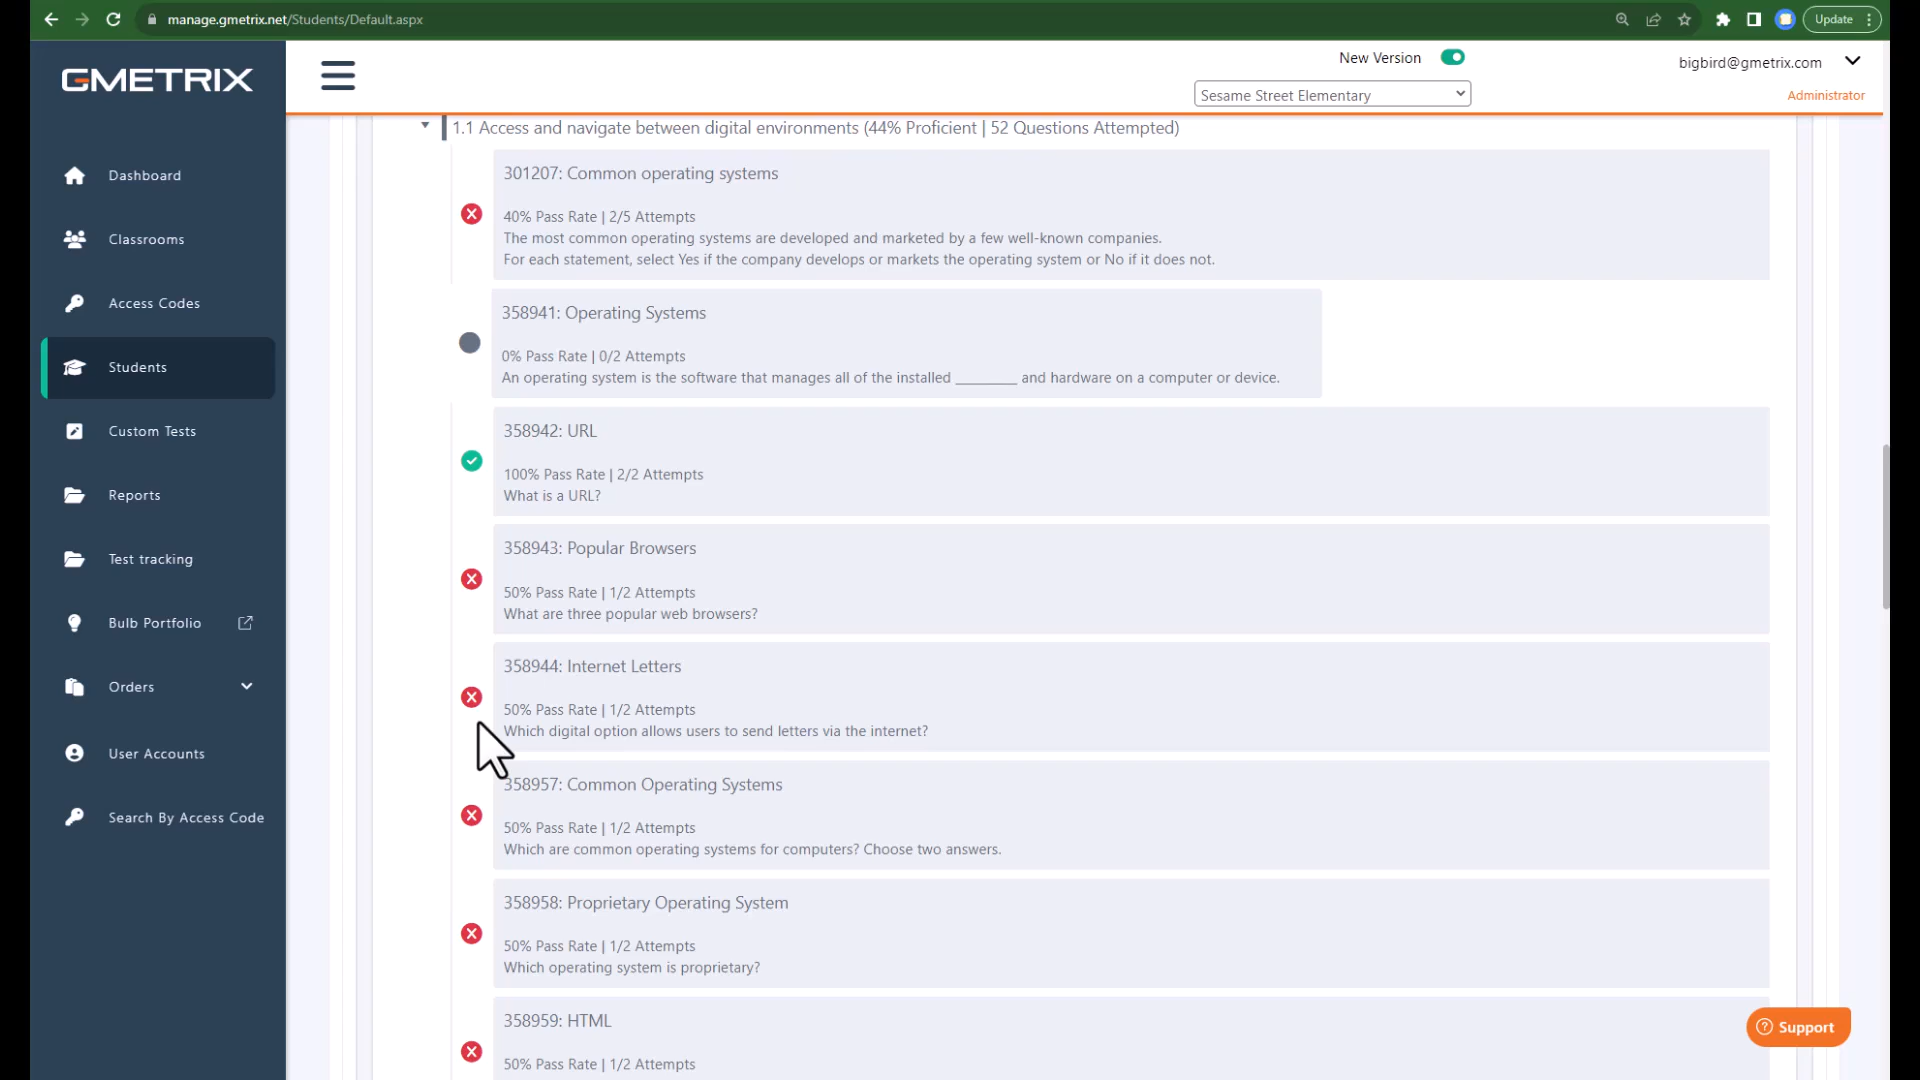 manage.gmetrix.net/Students/Default.aspx
Update
GMETRIX
New Version
bigbird@gmetrix.com
Sesame Street Elementary
Administrator
Dashboard
Classrooms
Access Codes
Students
Custom Tests
Reports
Test tracking
Bulb Portfolio
Orders
User Accounts
Search By Access Code
1.1 Access and navigate between digital environments (44% Proficient | 52 Questions Attempted)
301207: Common operating systems
40% Pass Rate | 2/5 Attempts
The most common operating systems are developed and marketed by a few well-known companies.
For each statement, select Yes if the company develops or markets the operating system or No if it does not.
358941: Operating Systems
0% Pass Rate | 0/2 Attempts
An operating system is the software that manages all of the installed ________ and hardware on a computer or device.
358942: URL
100% Pass Rate | 2/2 Attempts
What is a URL?
358943: Popular Browsers
50% Pass Rate | 1/2 Attempts
What are three popular web browsers?
358944: Internet Letters
50% Pass Rate | 1/2 Attempts
Which digital option allows users to send letters via the internet?
358957: Common Operating Systems
50% Pass Rate | 1/2 Attempts
Which are common operating systems for computers? Choose two answers.
358958: Proprietary Operating System
50% Pass Rate | 1/2 Attempts
Which operating system is proprietary?
358959: HTML
50% Pass Rate | 1/2 Attempts
Support